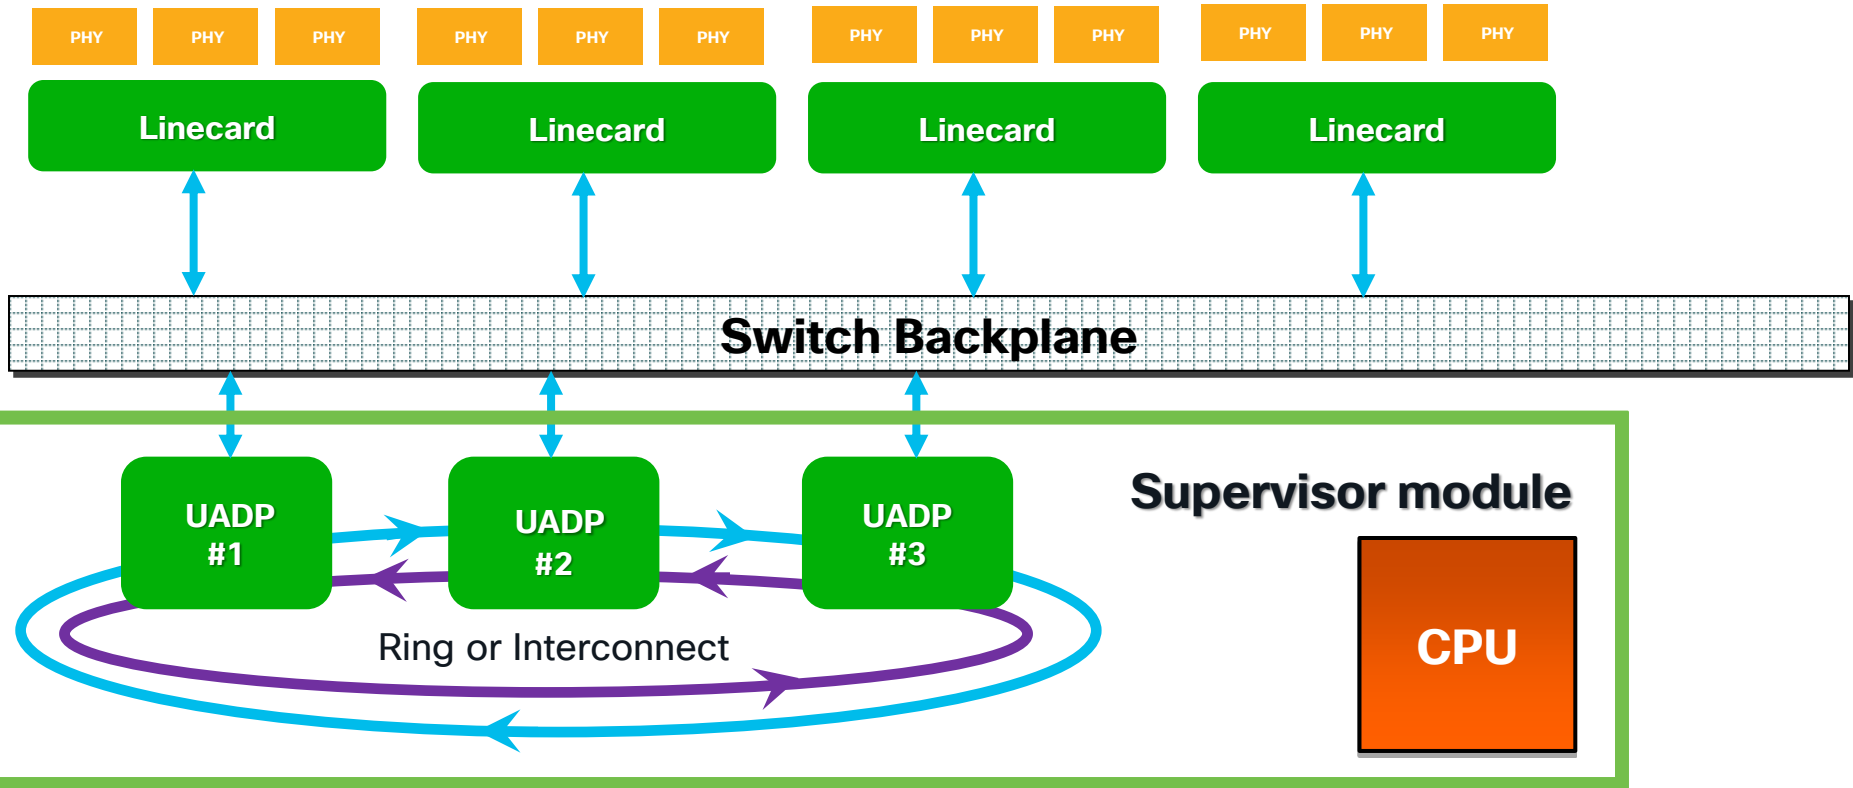 PHY PHY PHY PHY PHY PHY PHY PHY PHY PHY PHY PHY
Linecard Linecard Linecard Linecard
Switch Backplane
Supervisor module
UADP
#1
UADP
#2
UADP
#3
Ring or Interconnect
CPU